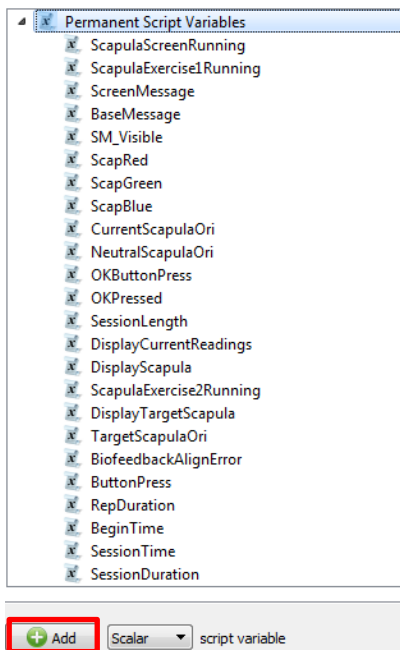 Permanent Script Variables
ScapulaScreenRunning
ScapulaExercise1Running
ScreenMessage
BaseMessage
SM_Visible
ScapRed
ScapGreen
ScapBlue
CurrentScapulaOri
NeutralScapulaOri
OKButtonPress
OKPressed
SessionLength
DisplayCurrentReadings
DisplayScapula
ScapulaExercise2Running
DisplayTargetScapula
TargetScapulaOri
BiofeedbackAlignError
ButtonPress
RepDuration
BeginTime
SessionTime
SessionDuration
Add Scalar script variable